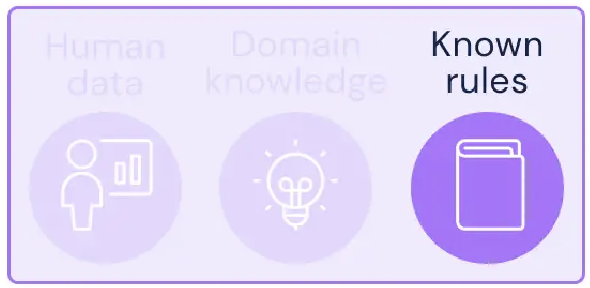 Human
data
Domain
knowledge
Known
rules